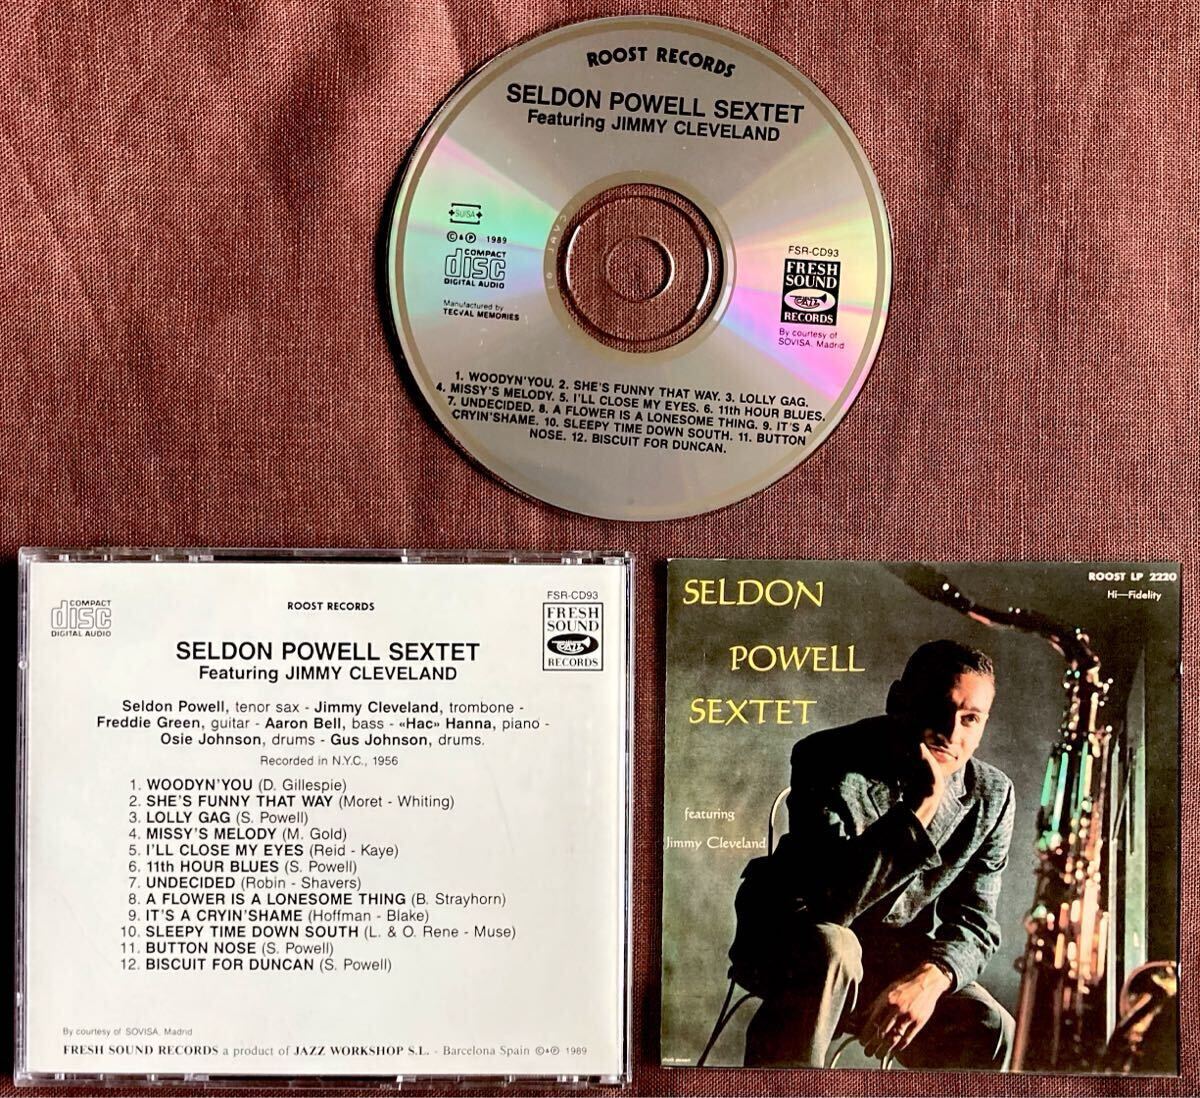 ROOST RECORDS
SELDON POWELL SEXTET
Featuring JIMMY CLEVELAND
SUISA
© & ℗ 1989
COMPACT
disc
DIGITAL AUDIO
Manufactured by
TECVAL MEMORIES
FSR-CD93
FRESH
SOUND
JAZZ
RECORDS
By courtesy of
SOVISA, Madrid
1. WOODYN'YOU. 2. SHE'S FUNNY THAT WAY. 3. LOLLY GAG.
4. MISSY'S MELODY. 5. I'LL CLOSE MY EYES. 6. 11th HOUR BLUES.
7. UNDECIDED. 8. A FLOWER IS A LONESOME THING. 9. IT'S A
CRYIN'SHAME. 10. SLEEPY TIME DOWN SOUTH. 11. BUTTON
NOSE. 12. BISCUIT FOR DUNCAN.
COMPACT
disc
DIGITAL AUDIO
ROOST RECORDS
FSR-CD93
FRESH
SOUND
JAZZ
RECORDS
SELDON POWELL SEXTET
Featuring JIMMY CLEVELAND
Seldon Powell, tenor sax - Jimmy Cleveland, trombone -
Freddie Green, guitar - Aaron Bell, bass - «Hac» Hanna, piano -
Osie Johnson, drums - Gus Johnson, drums.
Recorded in N.Y.C., 1956
1. WOODYN'YOU (D. Gillespie)
2. SHE'S FUNNY THAT WAY (Moret - Whiting)
3. LOLLY GAG (S. Powell)
4. MISSY'S MELODY (M. Gold)
5. I'LL CLOSE MY EYES (Reid - Kaye)
6. 11th HOUR BLUES (S. Powell)
7. UNDECIDED (Robin - Shavers)
8. A FLOWER IS A LONESOME THING (B. Strayhorn)
9. IT'S A CRYIN'SHAME (Hoffman - Blake)
10. SLEEPY TIME DOWN SOUTH (L. & O. Rene - Muse)
11. BUTTON NOSE (S. Powell)
12. BISCUIT FOR DUNCAN (S. Powell)
By courtesy of SOVISA, Madrid
FRESH SOUND RECORDS a product of JAZZ WORKSHOP S.L. - Barcelona Spain © & ℗ 1989
ROOST LP 2220
Hi-Fidelity
SELDON
POWELL
SEXTET
featuring
Jimmy Cleveland